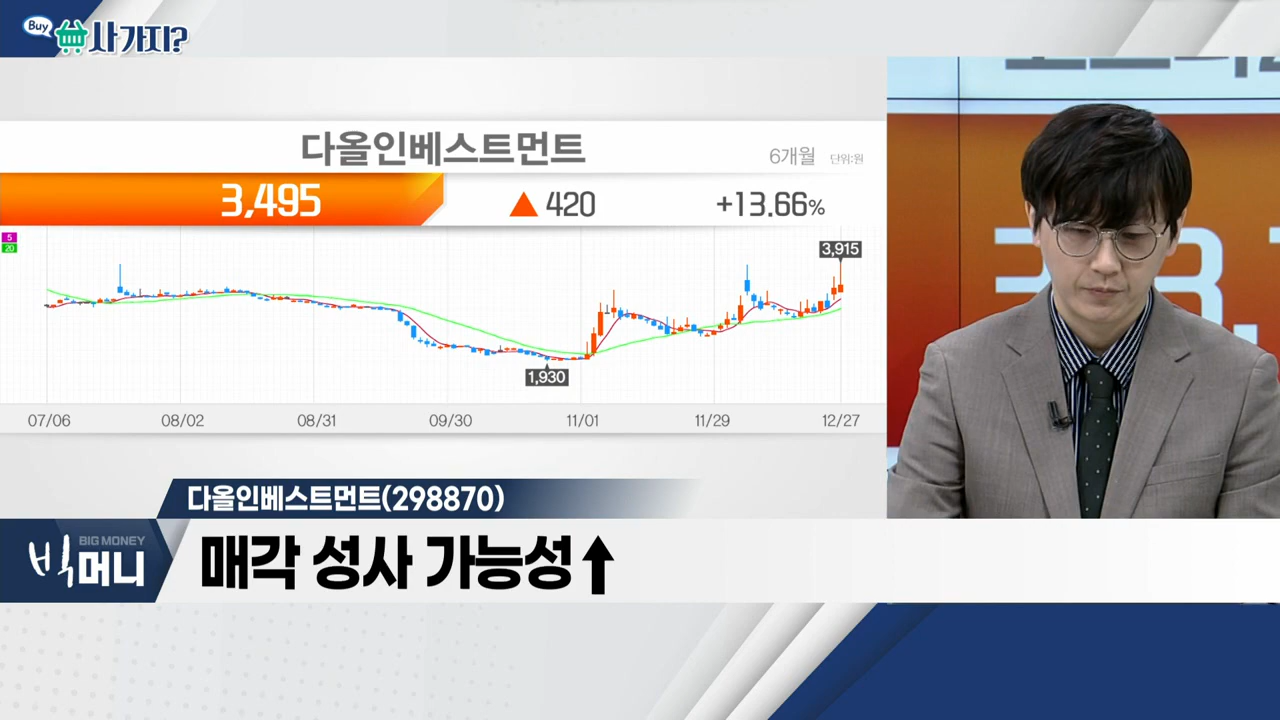 Buy 사 가지?
다올인베스트먼트
6개월 단위:원
3,495 ▲ 420 +13.66%
5
20
3,915
1,930
07/06 08/02 08/31 09/30 11/01 11/29 12/27
다올인베스트먼트(298870)
BIG MONEY
빅머니
매각 성사 가능성↑